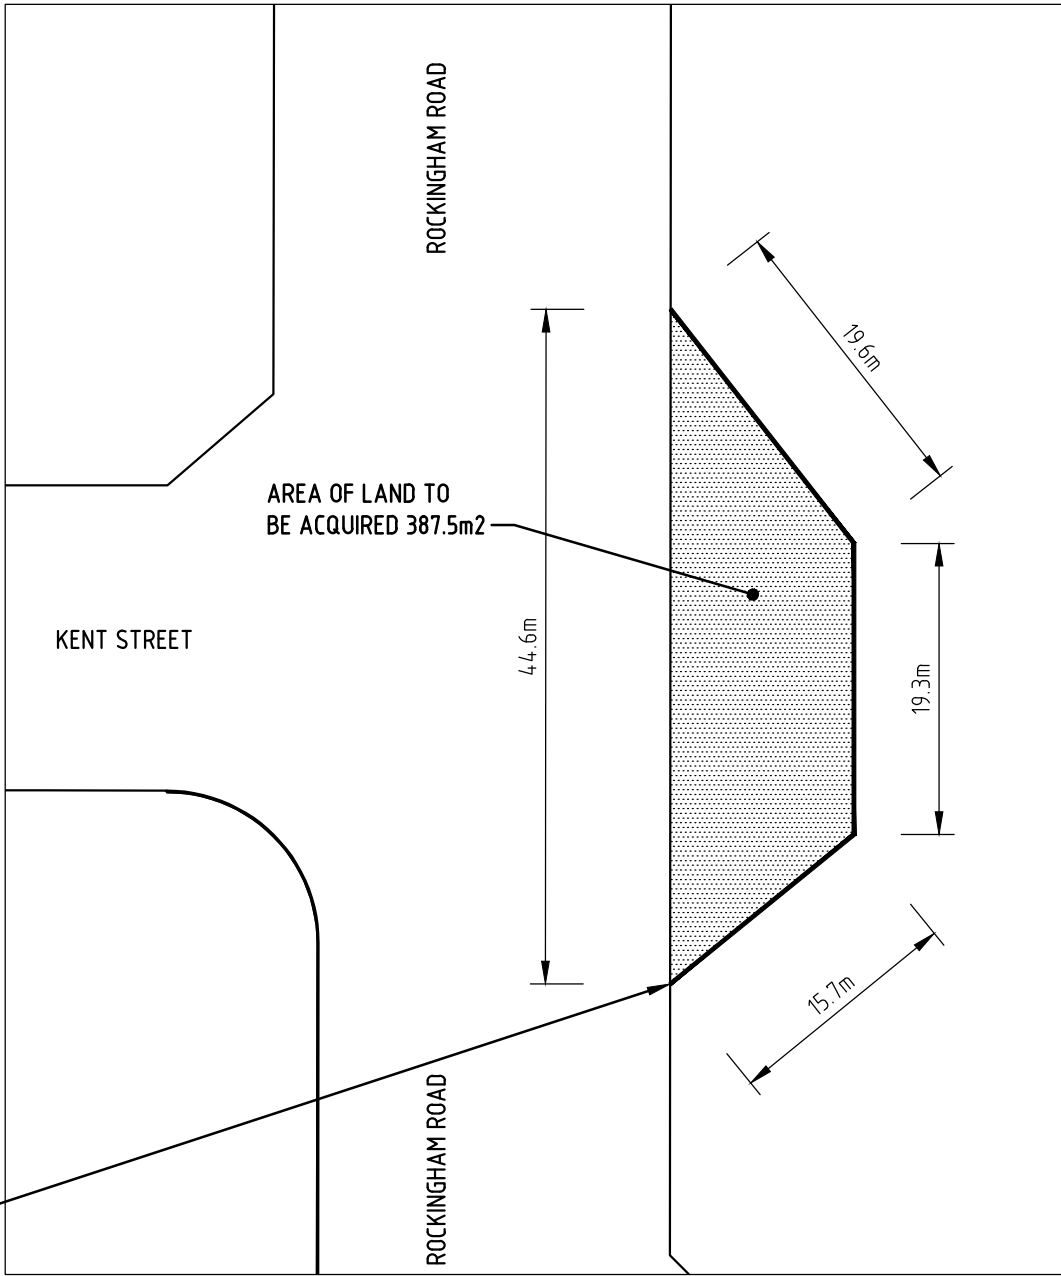 ROCKINGHAM ROAD
19.6m
AREA OF LAND TO
BE ACQUIRED 387.5m2
KENT STREET
44.6m
19.3m
15.7m
ROCKINGHAM ROAD